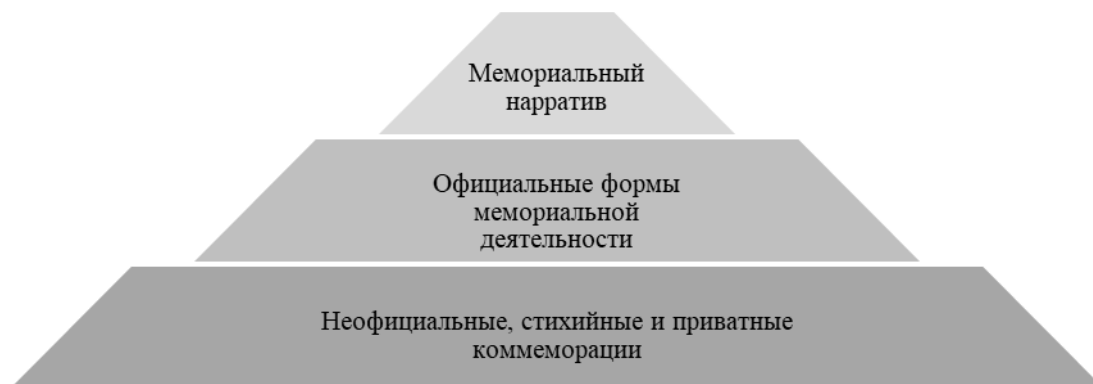 Мемориальный
нарратив
Официальные формы
мемориальной
деятельности
Неофициальные, стихийные и приватные
коммеморации